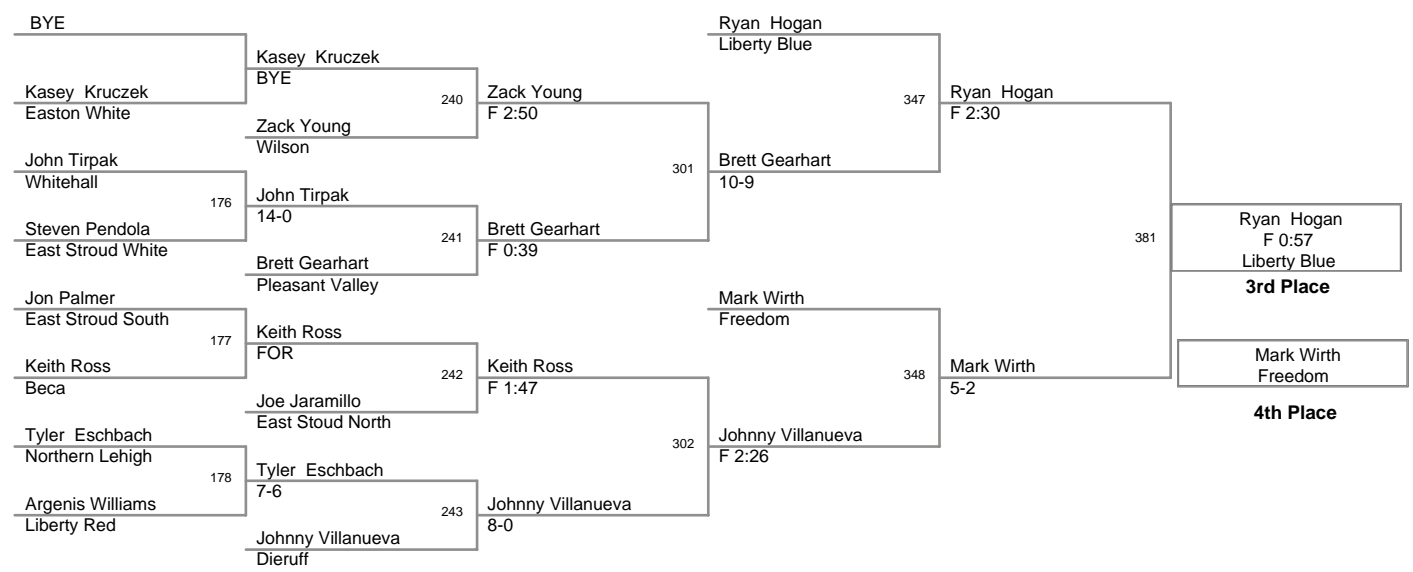 BYE
Kasey Kruczek
Easton White
John Tirpak
Whitehall
176
Steven Pendola
East Stroud White
Jon Palmer
East Stroud South
177
Keith Ross
Beca
Tyler Eschbach
Northern Lehigh
178
Argenis Williams
Liberty Red
Kasey Kruczek
BYE
240
Zack Young
Wilson
John Tirpak
14-0
241
Brett Gearhart
Pleasant Valley
Keith Ross
FOR
242
Joe Jaramillo
East Stoud North
Tyler Eschbach
7-6
243
Johnny Villanueva
Dieruff
Zack Young
F 2:50
301
Brett Gearhart
F 0:39
Keith Ross
F 1:47
302
Johnny Villanueva
8-0
Ryan Hogan
Liberty Blue
347
Brett Gearhart
10-9
Mark Wirth
Freedom
348
Johnny Villanueva
F 2:26
Ryan Hogan
F 2:30
381
Mark Wirth
5-2
Ryan Hogan
F 0:57
Liberty Blue
3rd Place
Mark Wirth
Freedom
4th Place